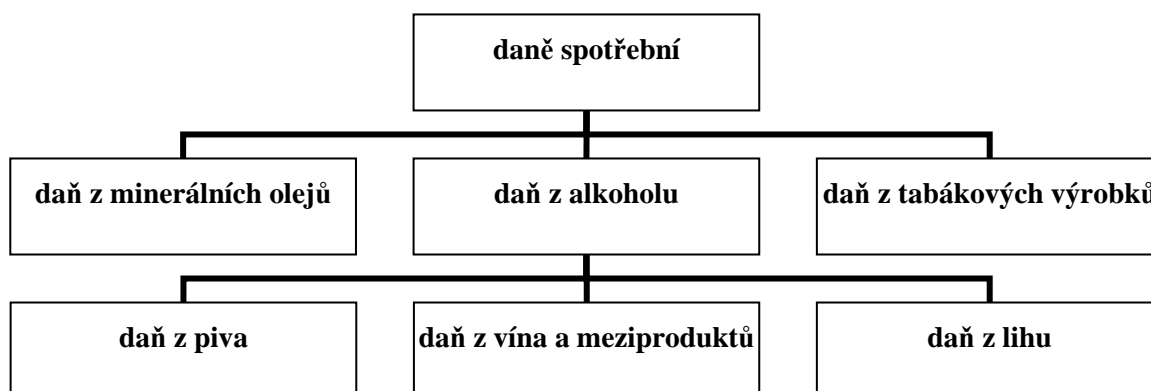 daně spotřební
daň z minerálních olejů
daň z alkoholu
daň z tabákových výrobků
daň z piva
daň z vína a meziproduktů
daň z lihu